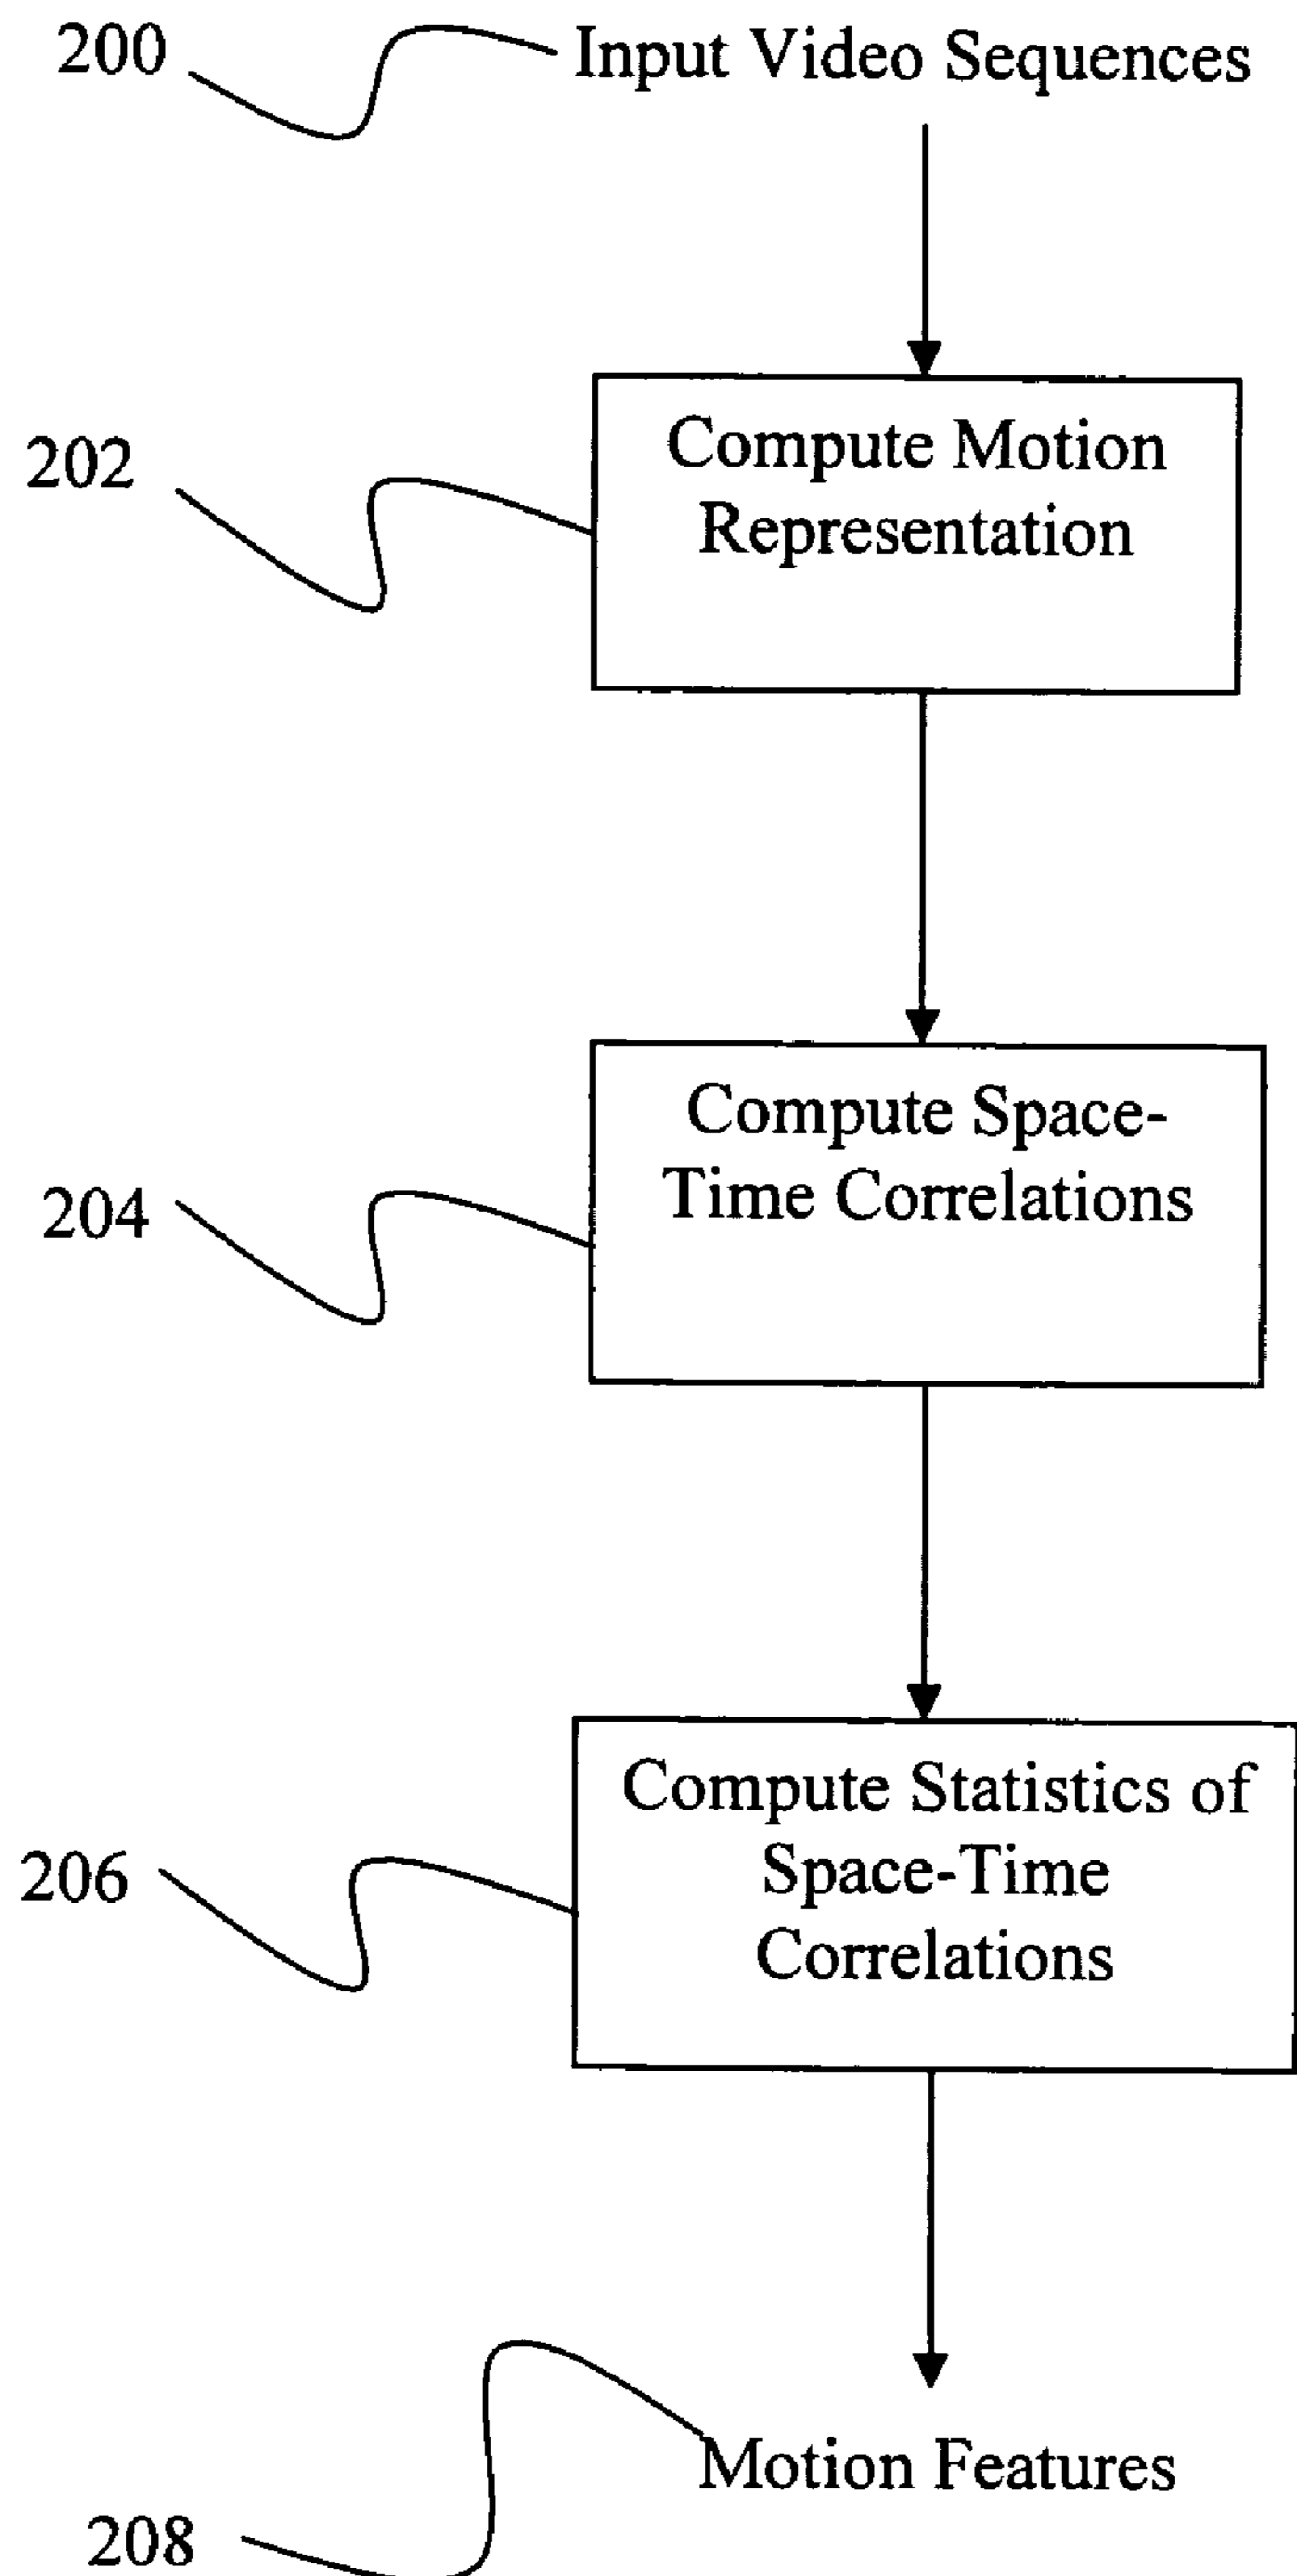 200
Input Video Sequences
202
Compute Motion
Representation
204
Compute Space-
Time Correlations
206
Compute Statistics of
Space-Time
Correlations
Motion Features
208